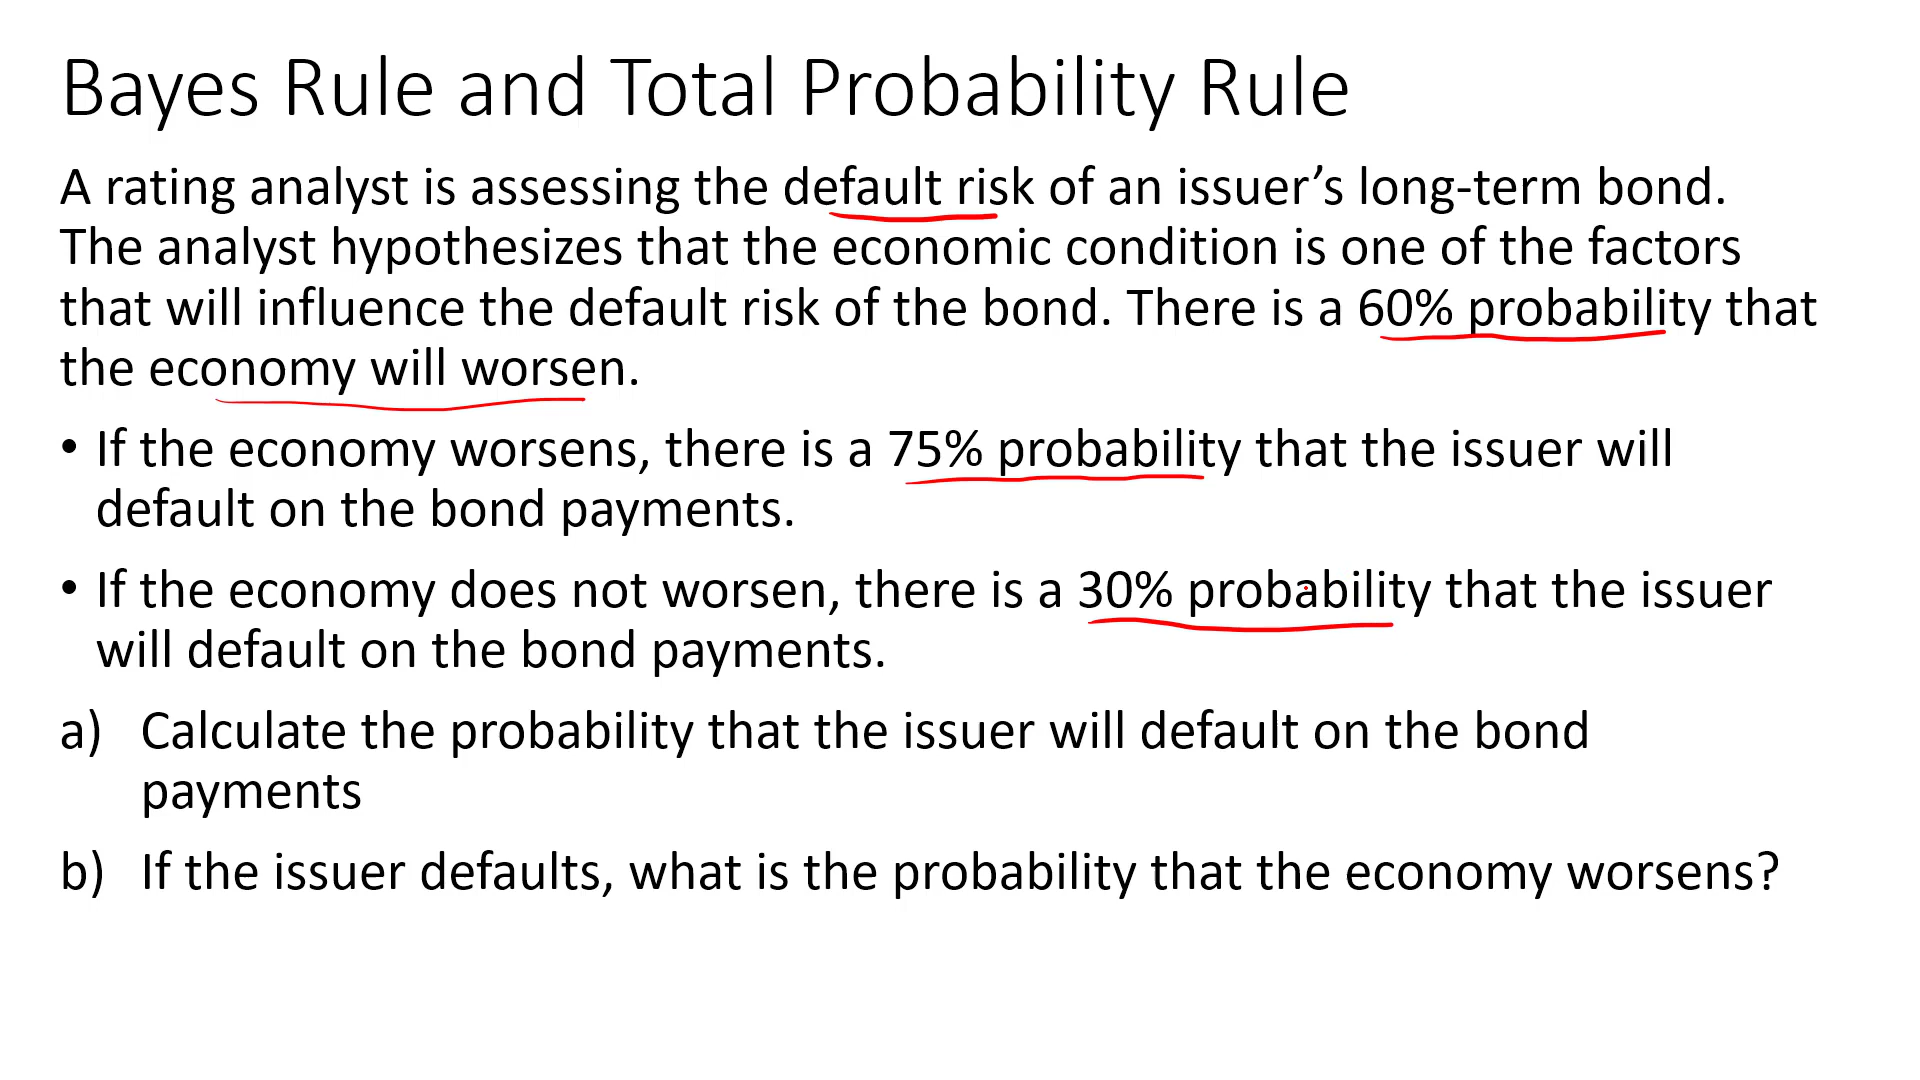 Bayes Rule and Total Probability Rule
A rating analyst is assessing the default risk of an issuer’s long-term bond.
The analyst hypothesizes that the economic condition is one of the factors
that will influence the default risk of the bond. There is a 60% probability that
the economy will worsen.
• If the economy worsens, there is a 75% probability that the issuer will
default on the bond payments.
• If the economy does not worsen, there is a 30% probability that the issuer
will default on the bond payments.
a) Calculate the probability that the issuer will default on the bond
payments
b) If the issuer defaults, what is the probability that the economy worsens?